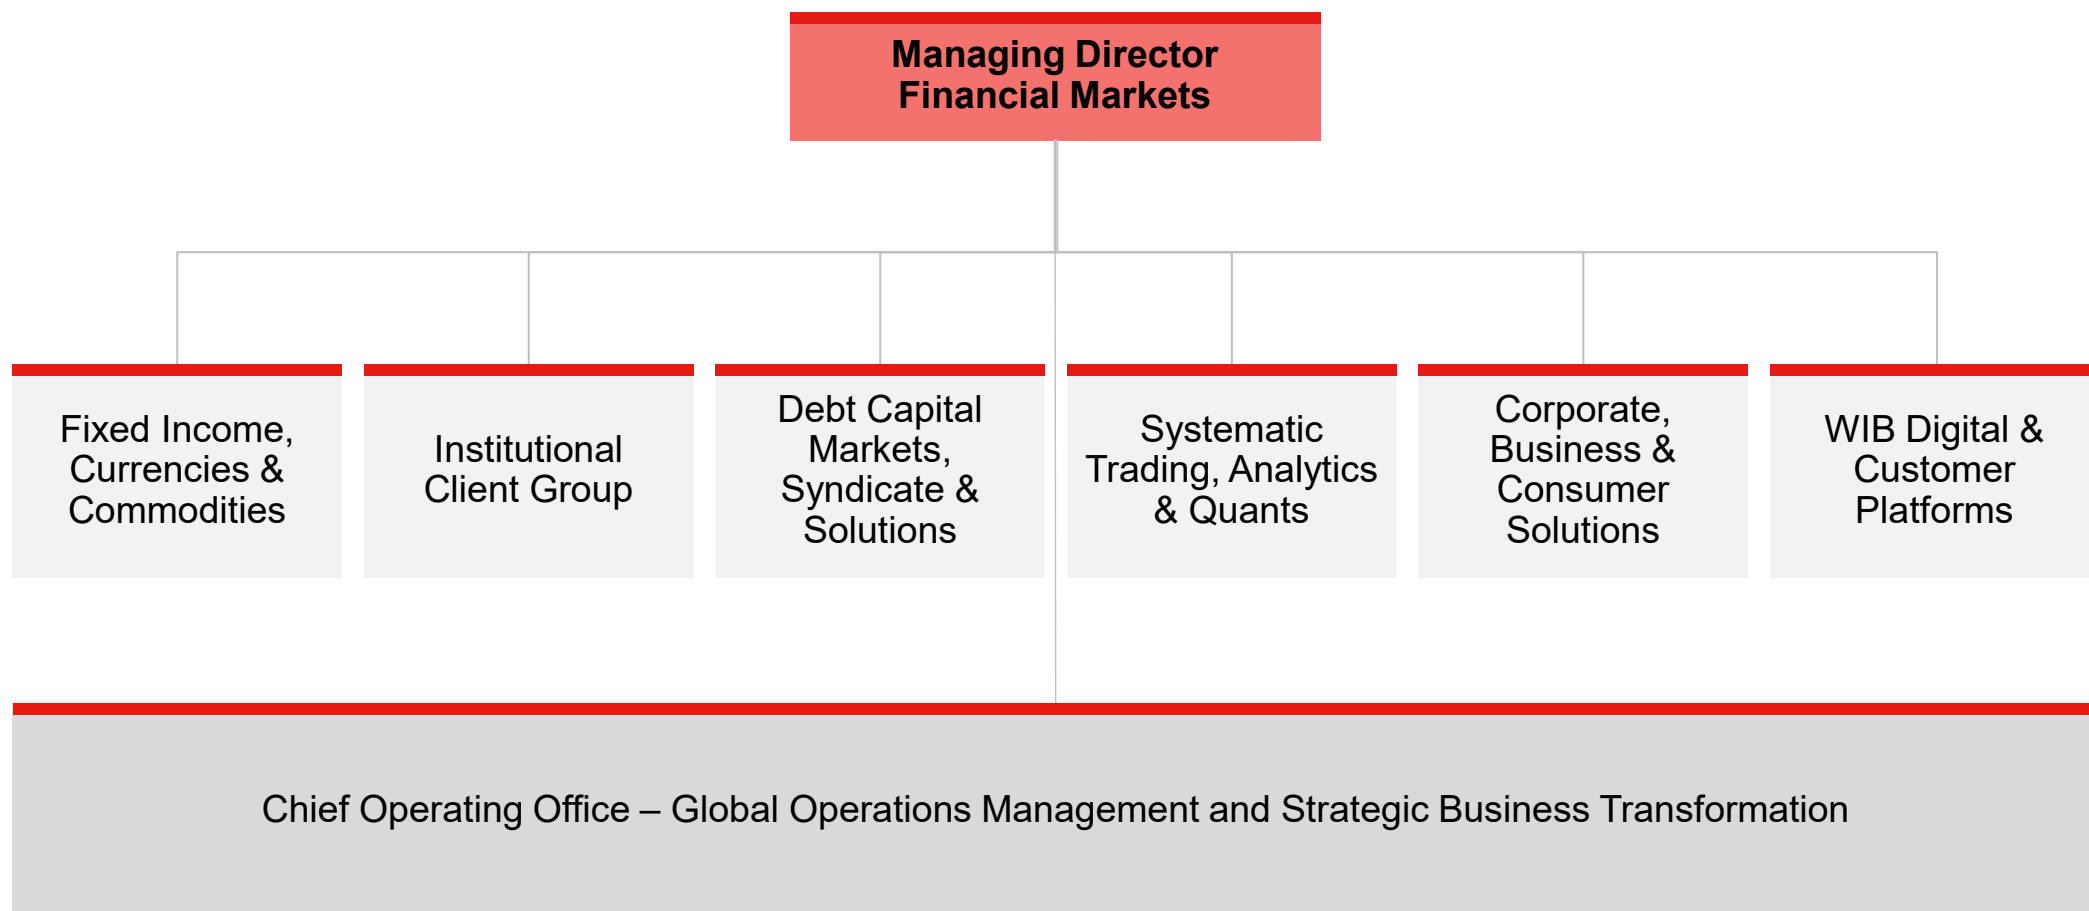 Managing Director
Financial Markets
Fixed Income,
Currencies &
Commodities
Institutional
Client Group
Debt Capital
Markets,
Syndicate &
Solutions
Systematic
Trading, Analytics
& Quants
Corporate,
Business &
Consumer
Solutions
WIB Digital &
Customer
Platforms
Chief Operating Office – Global Operations Management and Strategic Business Transformation